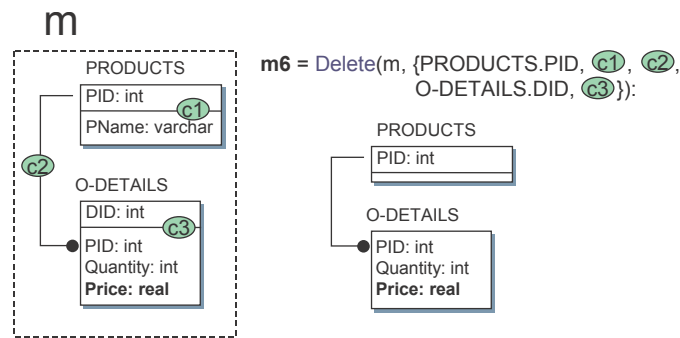 m
PRODUCTS
PID: int
c1
PName: varchar
c2
O-DETAILS
DID: int
c3
PID: int
Quantity: int
Price: real
m6 = Delete(m, {PRODUCTS.PID, c1, c2,
O-DETAILS.DID, c3}):
PRODUCTS
PID: int
O-DETAILS
PID: int
Quantity: int
Price: real